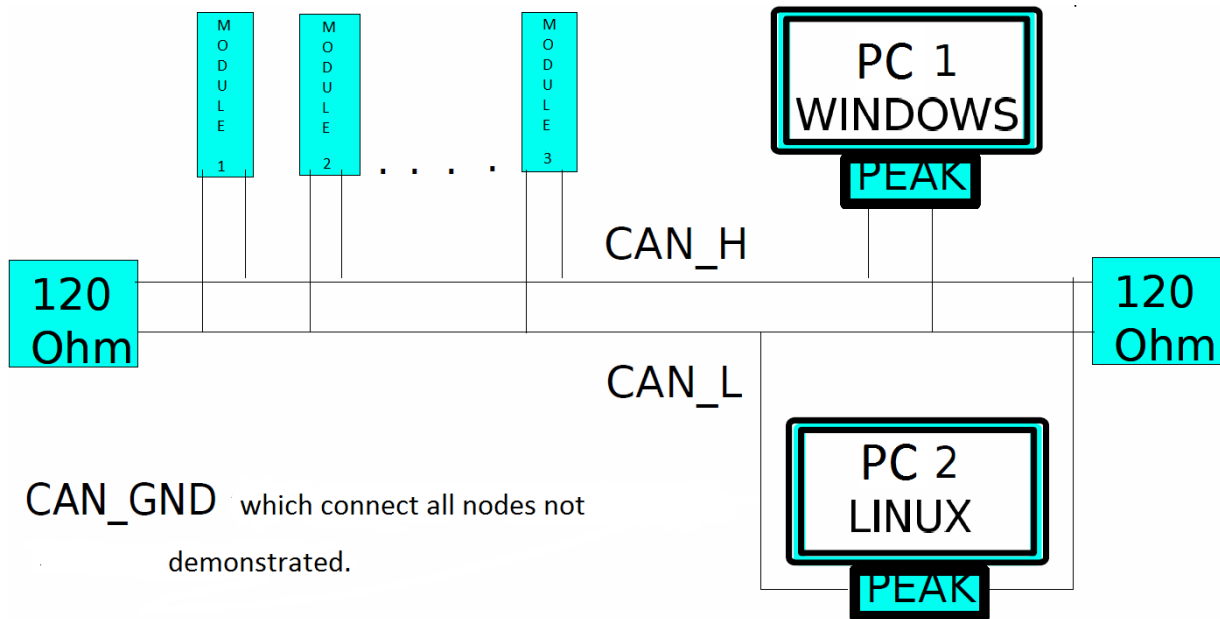 MODULE 1
MODULE 2
. . . .
MODULE 3
PC 1
WINDOWS
PEAK
CAN_H
120
Ohm
120
Ohm
CAN_L
PC 2
LINUX
PEAK
CAN_GND which connect all nodes not
demonstrated.